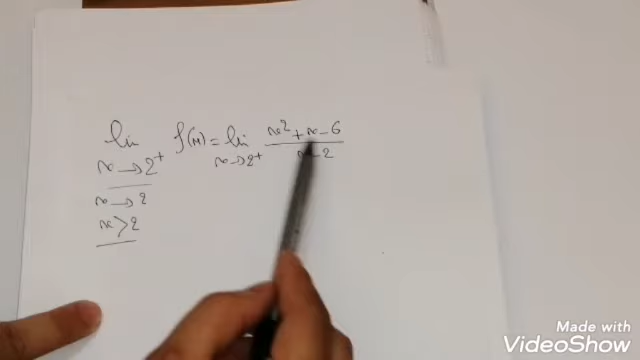 lim f(x) = lim x² + x - 6
x→2⁺ x→2⁺ x - 2
x→2
x>2
Made with
VideoShow